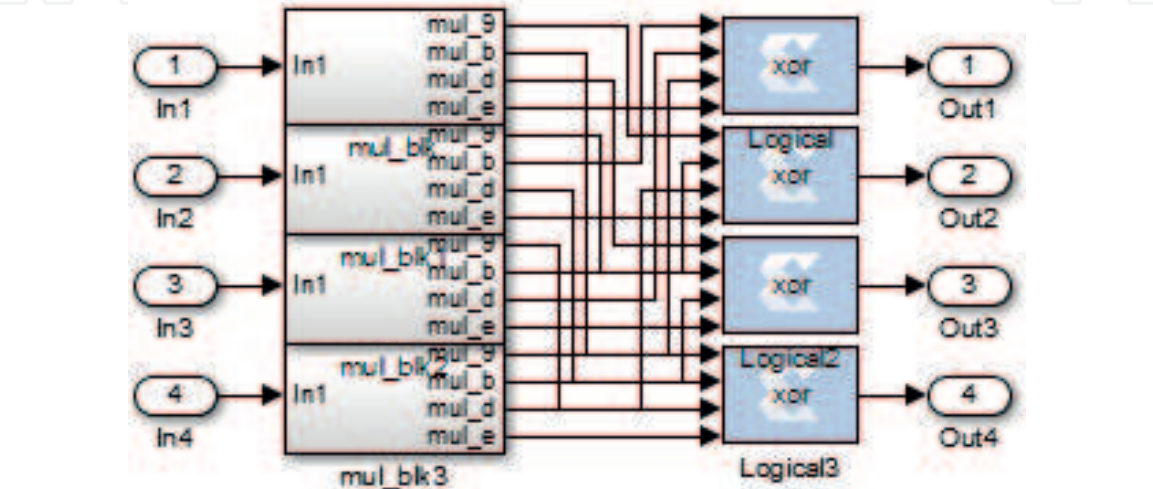 1
In1
2
In2
3
In3
4
In4
In1
mul_9
mul_b
mul_d
mul_e
mul_blk
In1
mul_9
mul_b
mul_d
mul_e
mul_blk1
In1
mul_9
mul_b
mul_d
mul_e
mul_blk2
In1
mul_9
mul_b
mul_d
mul_e
mul_blk3
xor
Logical
xor
xor
Logical2
xor
Logical3
1
Out1
2
Out2
3
Out3
4
Out4